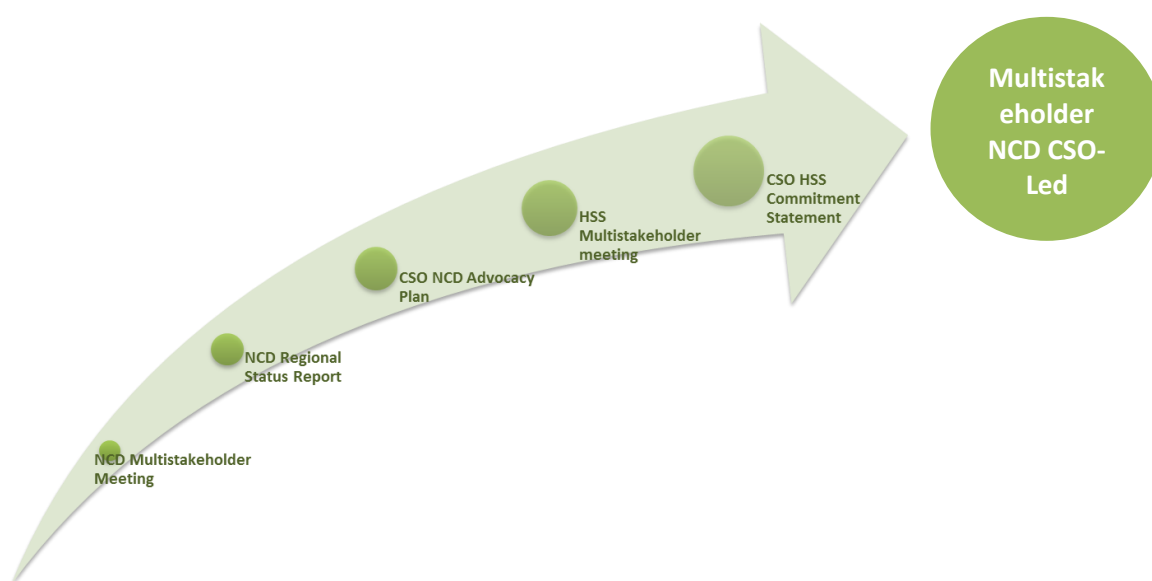 Multistak
eholder
NCD CSO-
Led
CSO HSS
Commitment
Statement
HSS
Multistakeholder
meeting
CSO NCD Advocacy
Plan
NCD Regional
Status Report
NCD Multistakeholder
Meeting